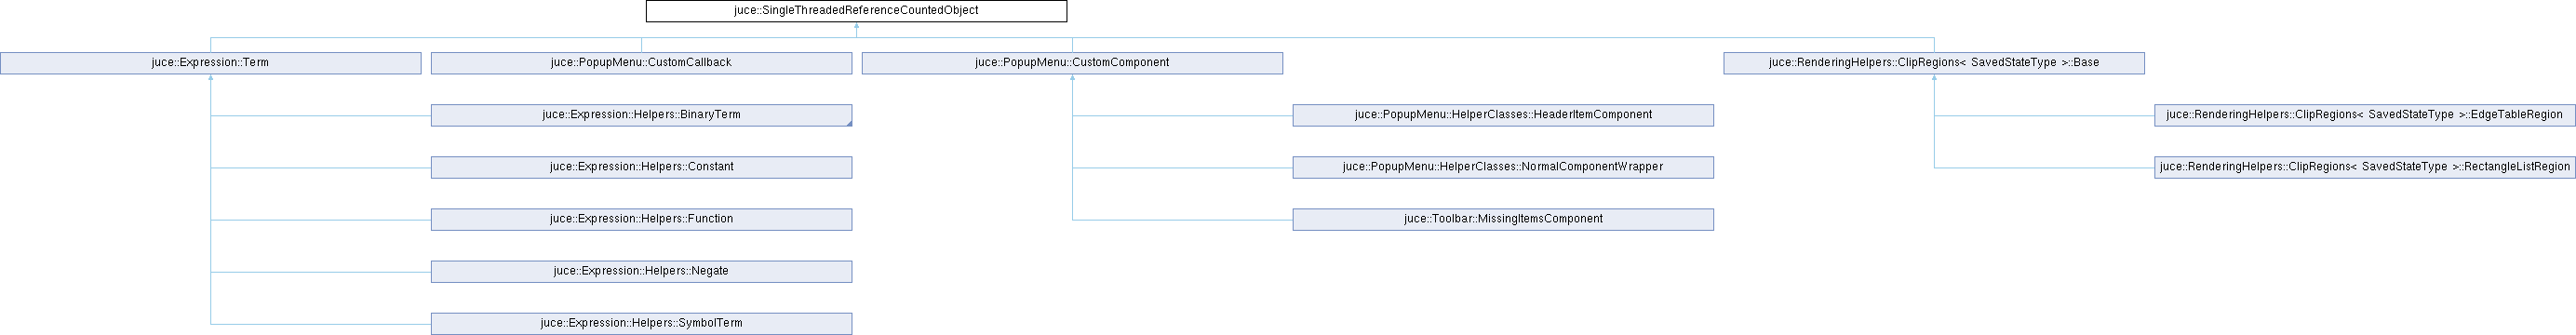 juce::SingleThreadedReferenceCountedObject
juce::Expression::Term
juce::PopupMenu::CustomCallback
juce::PopupMenu::CustomComponent
juce::RenderingHelpers::ClipRegions< SavedStateType >::Base
juce::Expression::Helpers::BinaryTerm
juce::PopupMenu::HelperClasses::HeaderItemComponent
juce::RenderingHelpers::ClipRegions< SavedStateType >::EdgeTableRegion
juce::Expression::Helpers::Constant
juce::PopupMenu::HelperClasses::NormalComponentWrapper
juce::RenderingHelpers::ClipRegions< SavedStateType >::RectangleListRegion
juce::Expression::Helpers::Function
juce::Toolbar::MissingItemsComponent
juce::Expression::Helpers::Negate
juce::Expression::Helpers::SymbolTerm